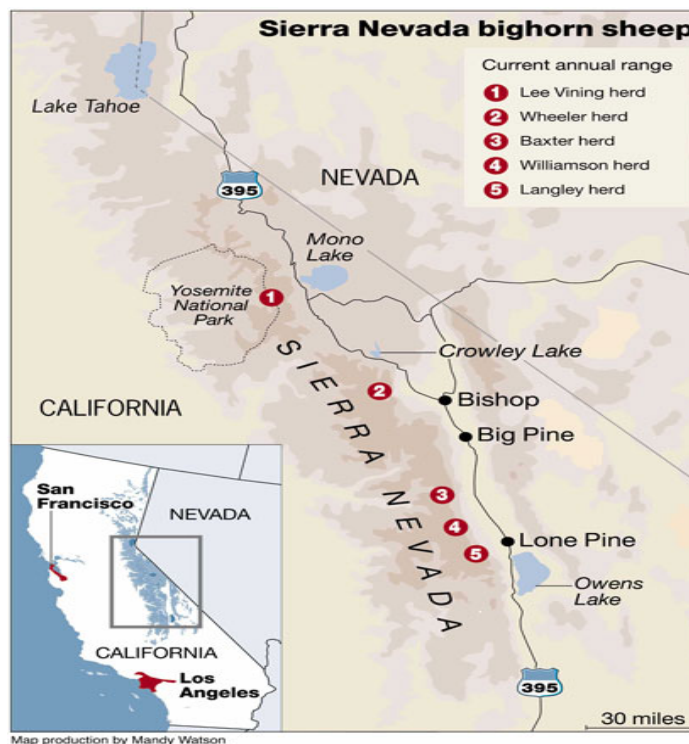 Sierra Nevada bighorn sheep
Current annual range
1 Lee Vining herd
2 Wheeler herd
3 Baxter herd
4 Williamson herd
5 Langley herd
Lake Tahoe
395
NEVADA
Mono
Lake
1
Yosemite
National
Park
SIERRA NEVADA
Crowley Lake
2
CALIFORNIA
Bishop
Big Pine
3
4
Lone Pine
5
Owens
Lake
395
30 miles
San
Francisco
NEVADA
CALIFORNIA
Los
Angeles
Map production by Mandy Watson